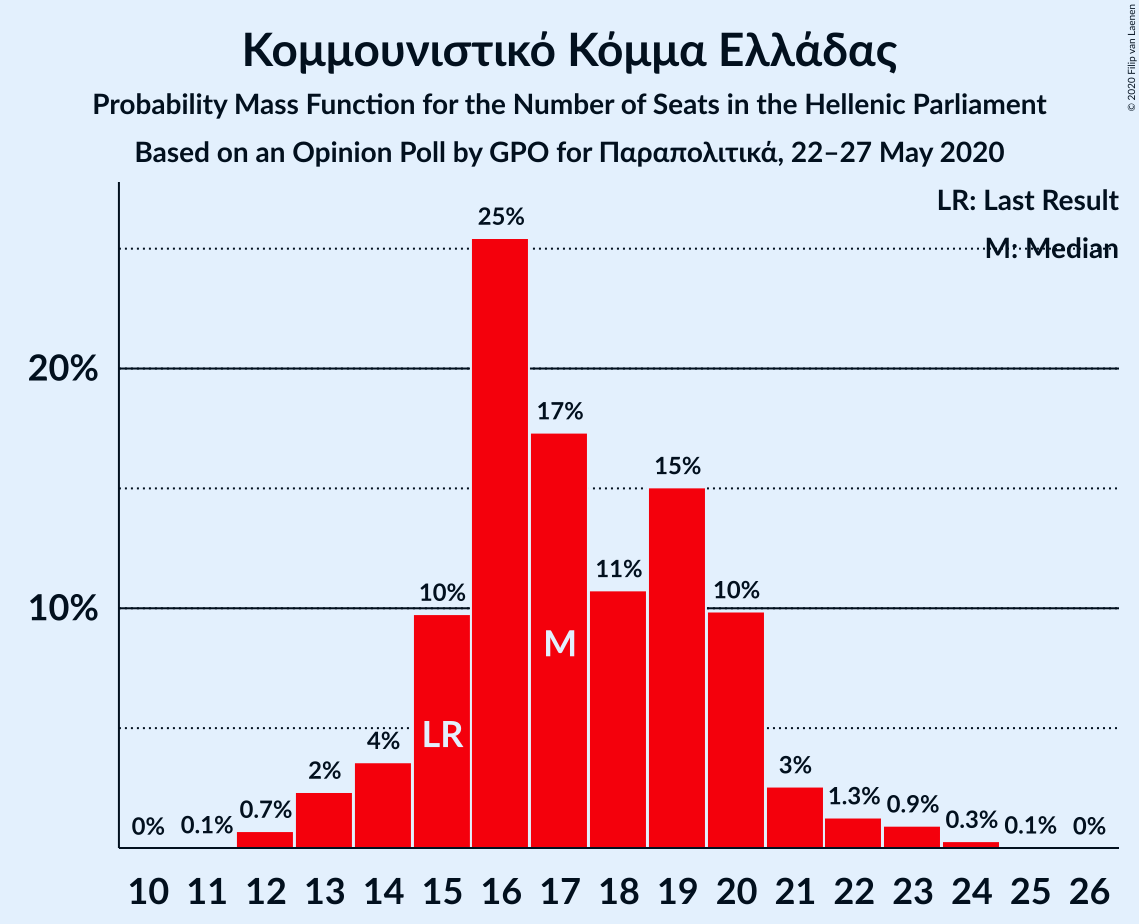 Κομμουνιστικό Κόμμα Ελλάδας
Probability Mass Function for the Number of Seats in the Hellenic Parliament
Based on an Opinion Poll by GPO for Παραπολιτικά, 22–27 May 2020
© 2020 Filip van Laenen
LR: Last Result
M: Median
20%
10%
0% 0.1% 0.7% 2% 4% 10% 25% 17% 11% 15% 10% 3% 1.3% 0.9% 0.3% 0.1% 0%
LR
M
10 11 12 13 14 15 16 17 18 19 20 21 22 23 24 25 26